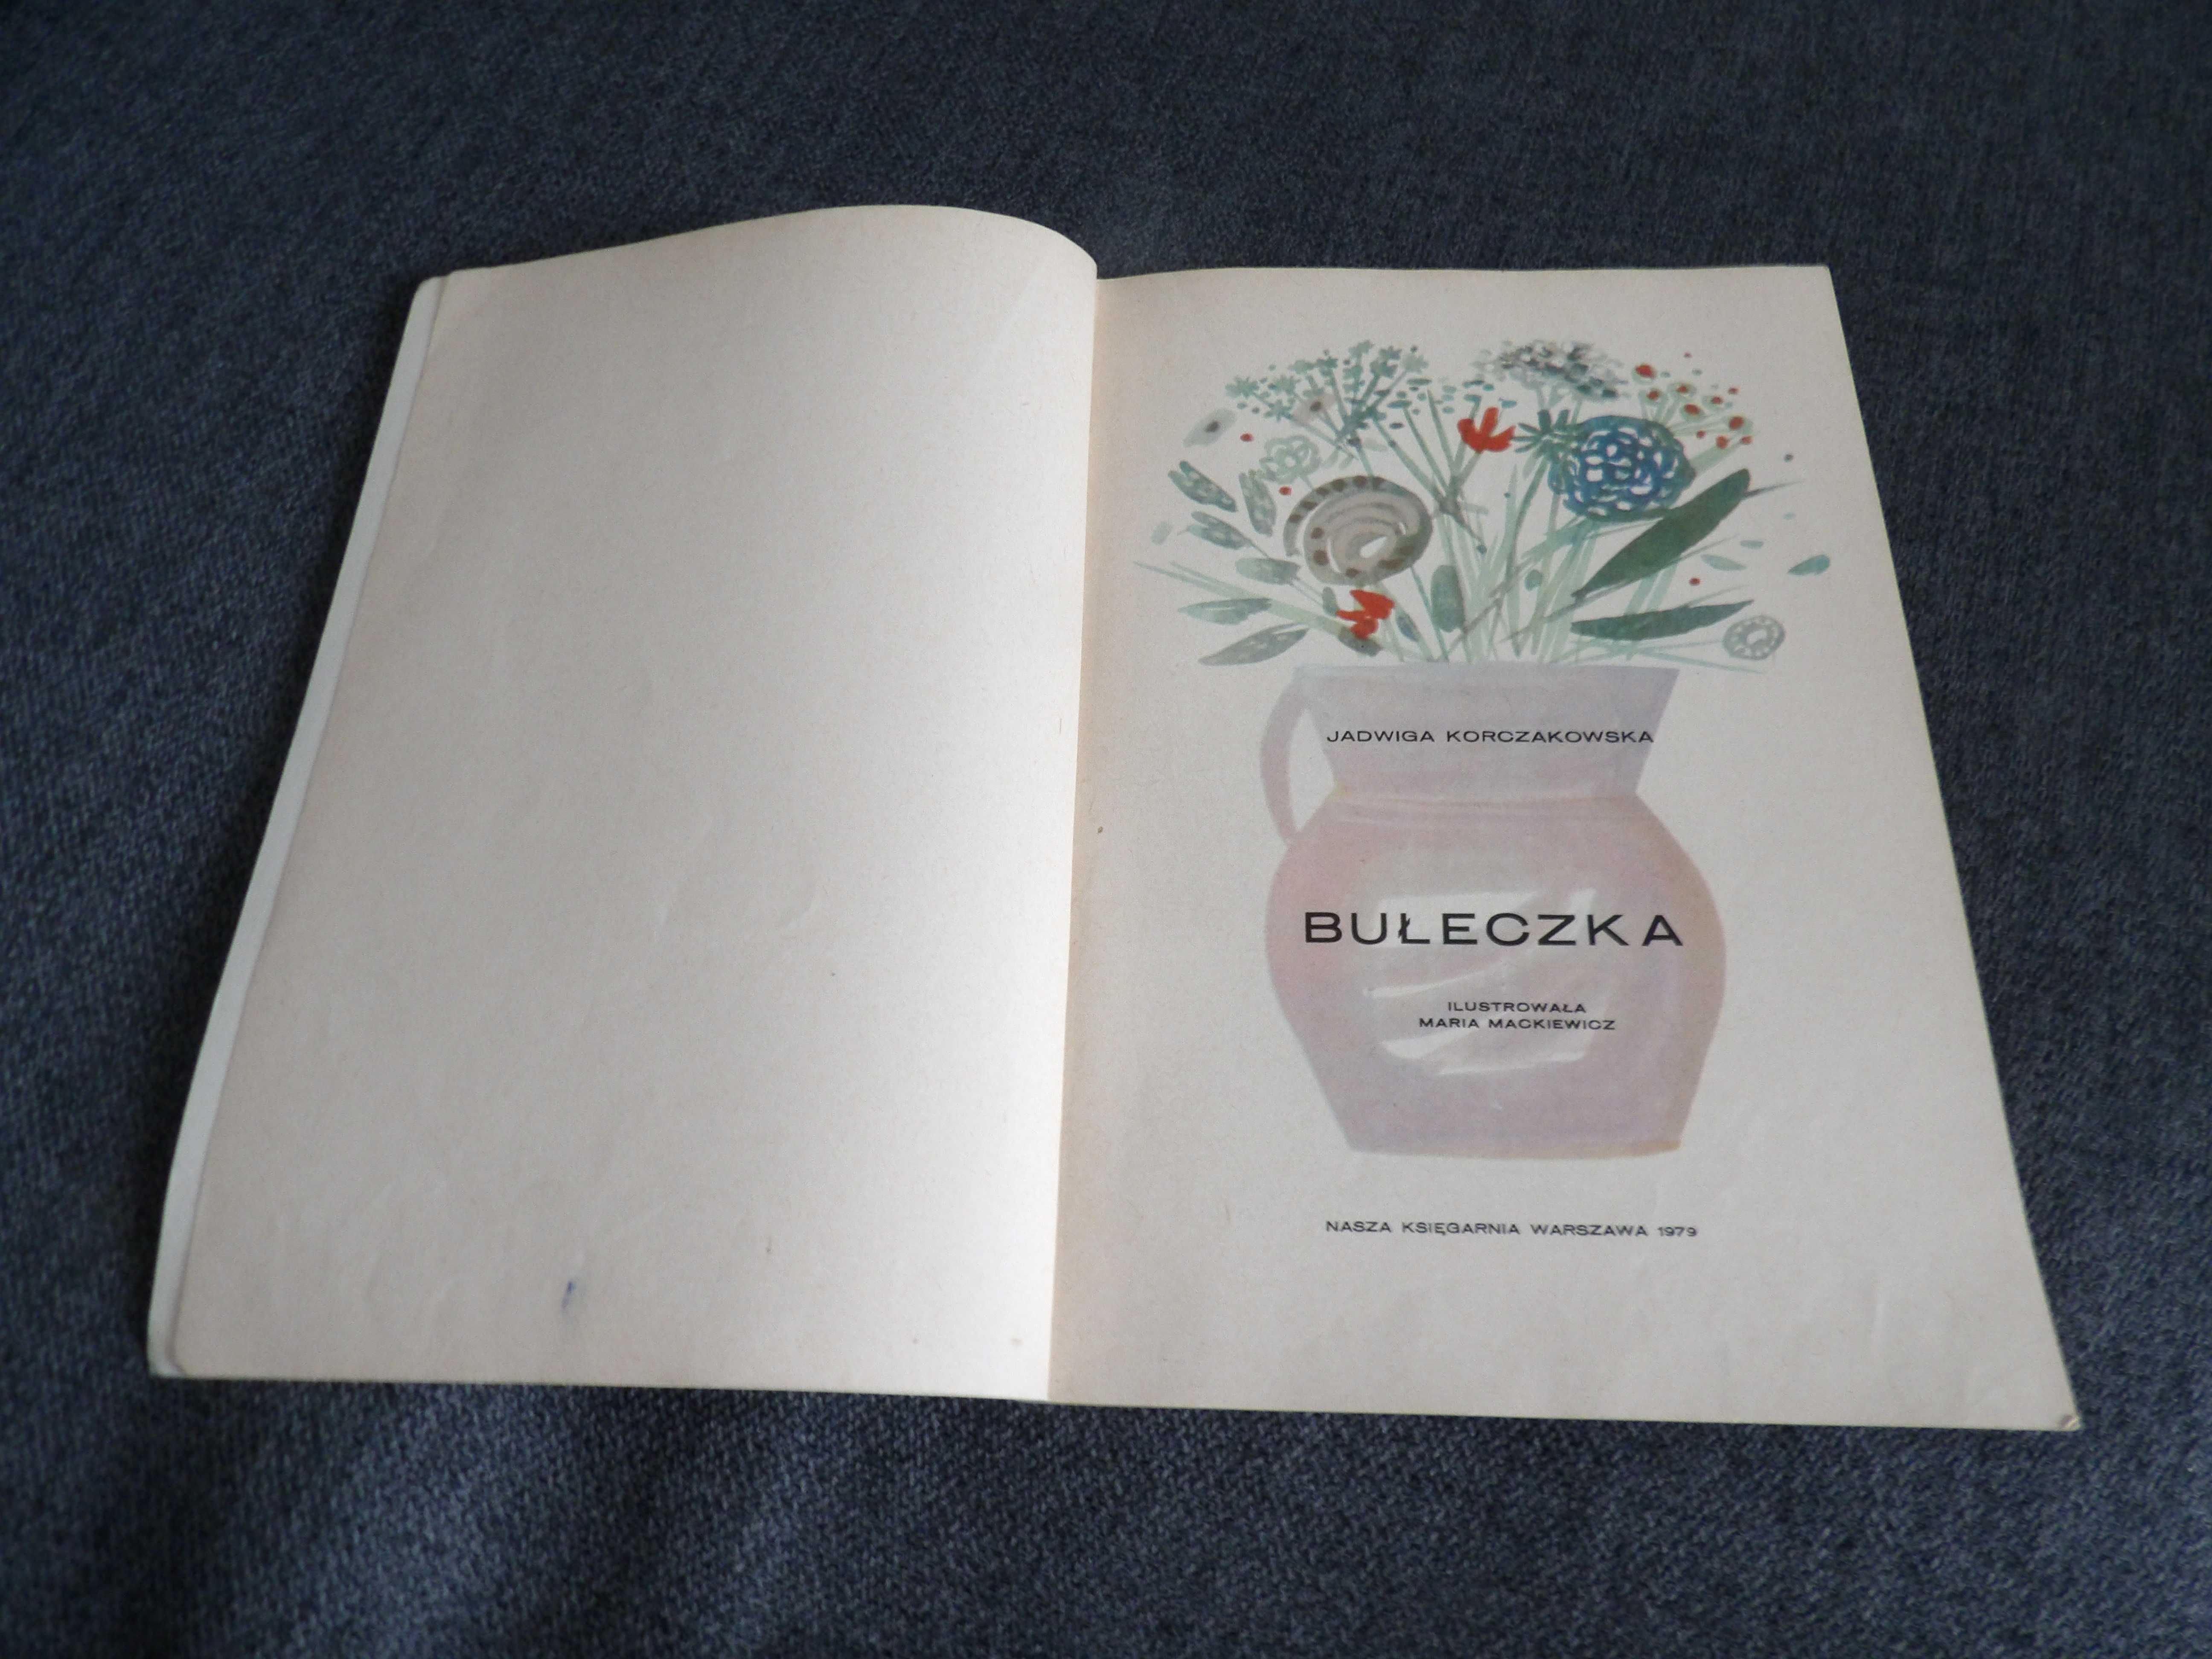 JADWIGA KORCZAKOWSKA
BUŁECZKA
ILUSTROWAŁA
MARIA MACKIEWICZ
NASZA KSIĘGARNIA WARSZAWA 1979